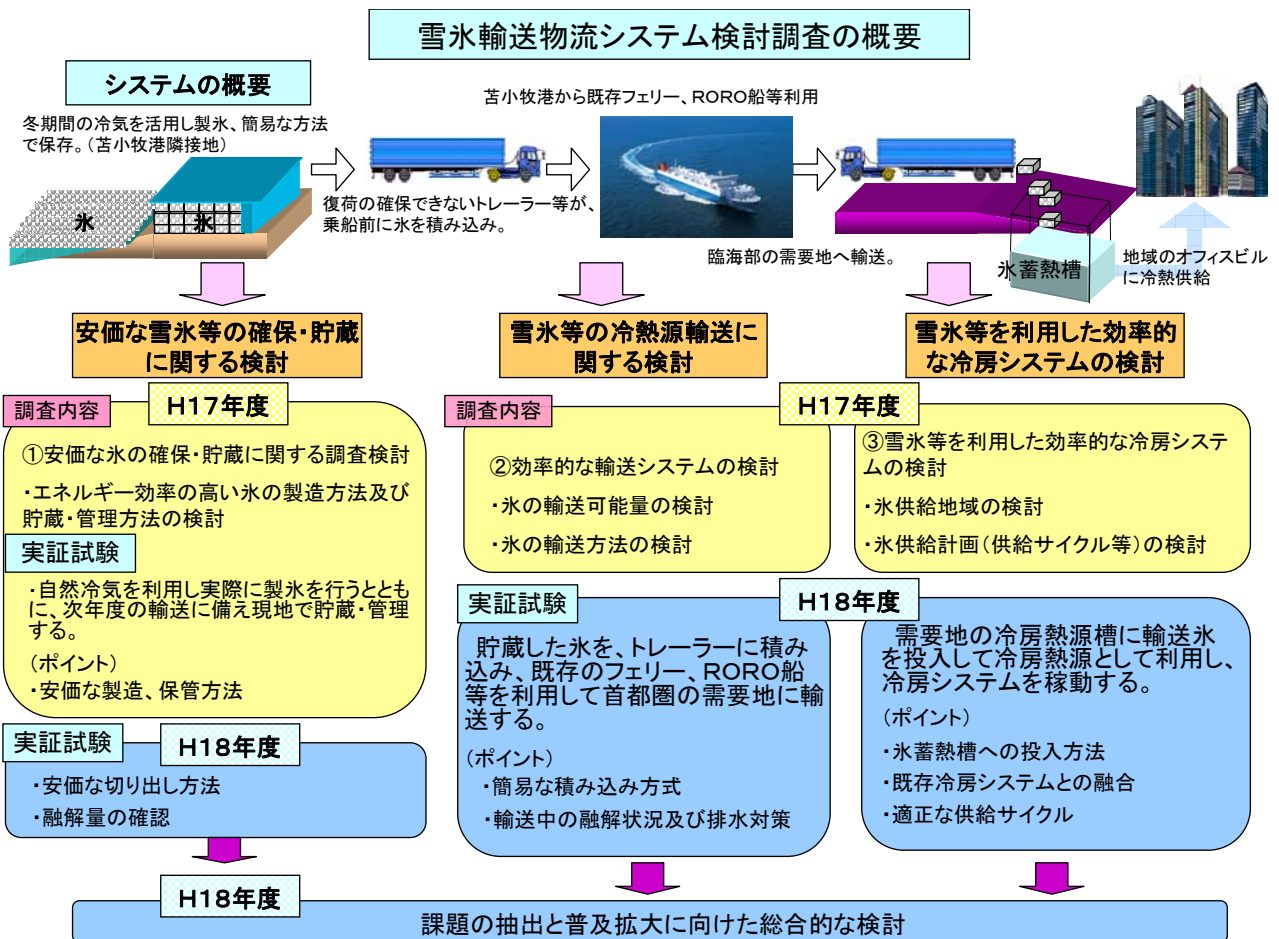 雪氷輸送物流システム検討調査の概要
システムの概要
冬期間の冷気を活用し製氷、簡易な方法
で保存。（苫小牧港隣接地）
氷
氷
復荷の確保できないトレーラー等が、
乗船前に氷を積み込み。
苫小牧港から既存フェリー、RORO船等利用
臨海部の需要地へ輸送。
氷蓄熱槽
地域のオフィスビル
に冷熱供給
安価な雪氷等の確保・貯蔵
に関する検討
雪氷等の冷熱源輸送に
関する検討
雪氷等を利用した効率的
な冷房システムの検討
調査内容
H17年度
①安価な氷の確保・貯蔵に関する調査検討
・エネルギー効率の高い氷の製造方法及び
貯蔵・管理方法の検討
実証試験
・自然冷気を利用し実際に製氷を行うととも
に、次年度の輸送に備え現地で貯蔵・管理
する。
（ポイント）
・安価な製造、保管方法
実証試験
H18年度
・安価な切り出し方法
・融解量の確認
調査内容
H17年度
②効率的な輸送システムの検討
・氷の輸送可能量の検討
・氷の輸送方法の検討
③雪氷等を利用した効率的な冷房システ
ムの検討
・氷供給地域の検討
・氷供給計画（供給サイクル等）の検討
実証試験
H18年度
貯蔵した氷を、トレーラーに積み
込み、既存のフェリー、RORO船
等を利用して首都圏の需要地に輸
送する。
（ポイント）
・簡易な積み込み方式
・輸送中の融解状況及び排水対策
需要地の冷房熱源槽に輸送氷
を投入して冷房熱源として利用し、
冷房システムを稼動する。
（ポイント）
・氷蓄熱槽への投入方法
・既存冷房システムとの融合
・適正な供給サイクル
H18年度
課題の抽出と普及拡大に向けた総合的な検討